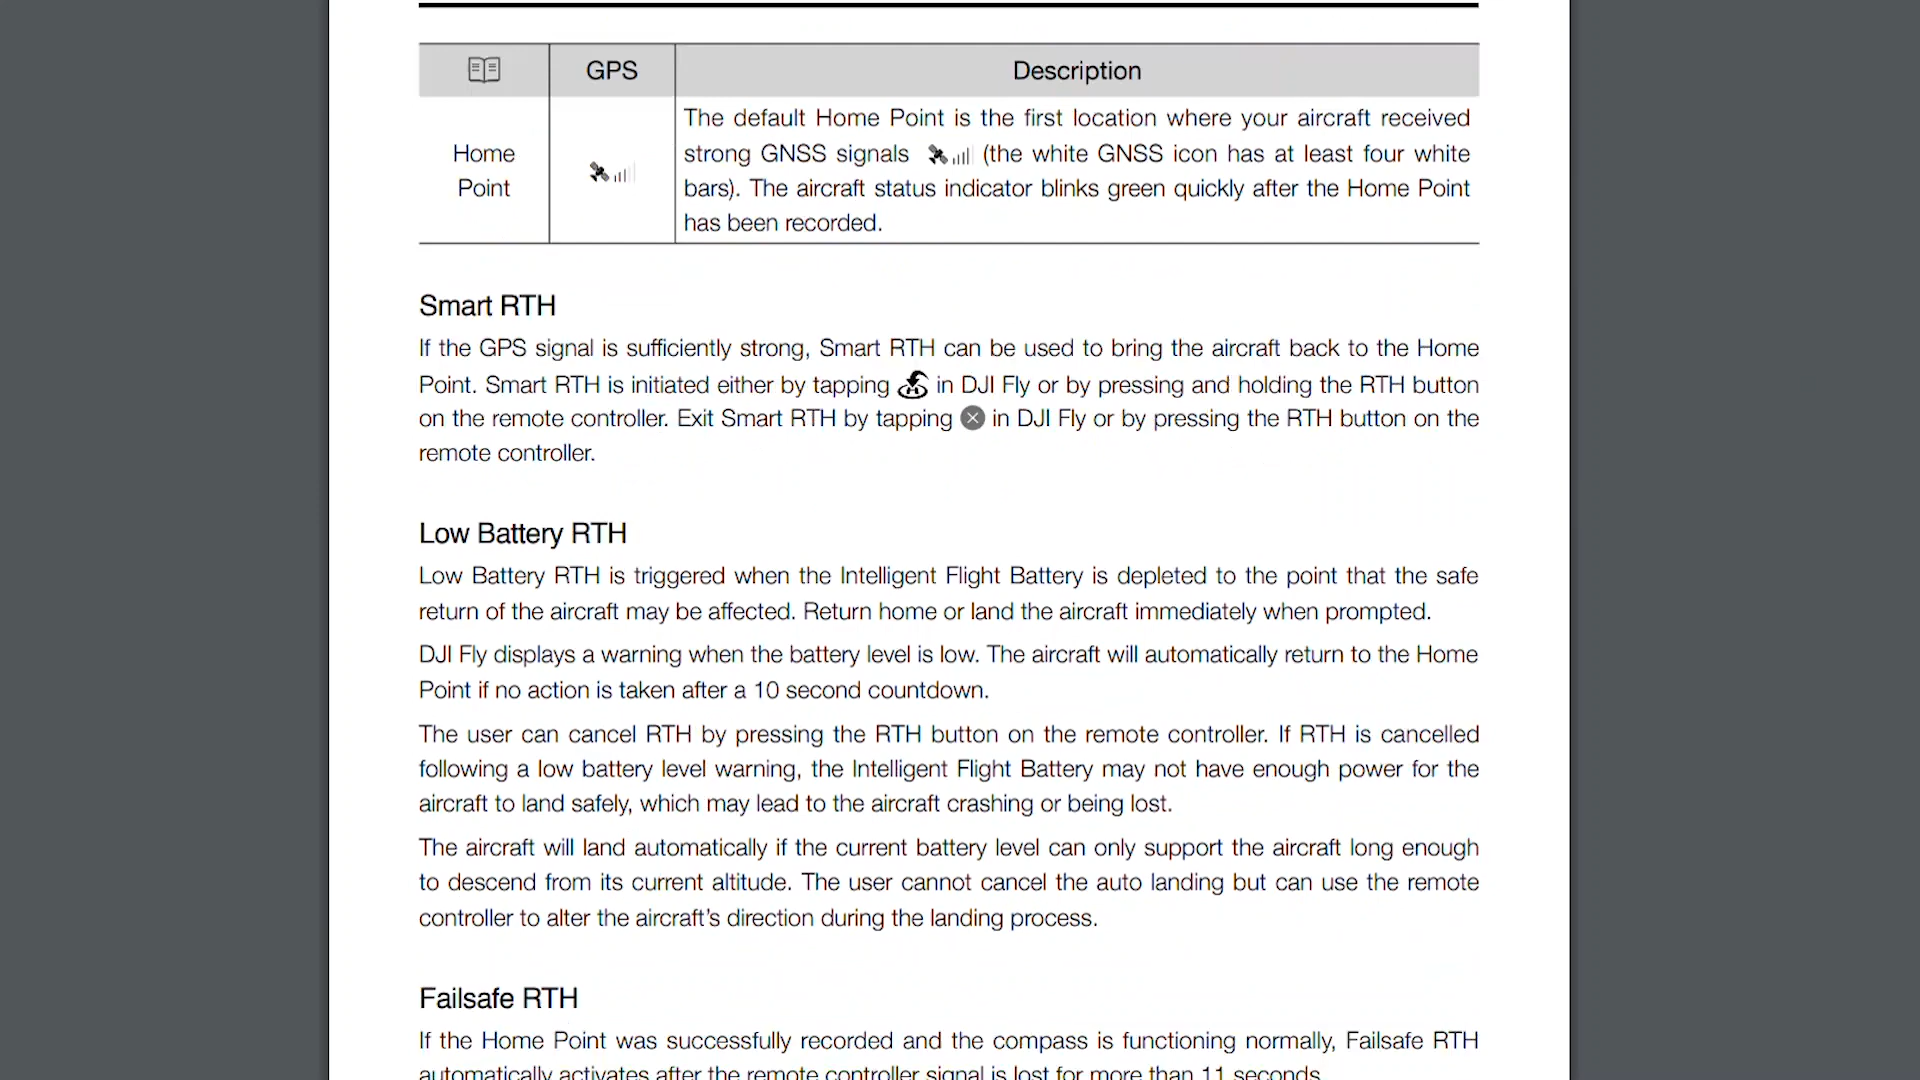 GPS
Description
Home
Point
The default Home Point is the first location where your aircraft received
strong GNSS signals (the white GNSS icon has at least four white
bars). The aircraft status indicator blinks green quickly after the Home Point
has been recorded.
Smart RTH
If the GPS signal is sufficiently strong, Smart RTH can be used to bring the aircraft back to the Home
Point. Smart RTH is initiated either by tapping in DJI Fly or by pressing and holding the RTH button
on the remote controller. Exit Smart RTH by tapping in DJI Fly or by pressing the RTH button on the
remote controller.
Low Battery RTH
Low Battery RTH is triggered when the Intelligent Flight Battery is depleted to the point that the safe
return of the aircraft may be affected. Return home or land the aircraft immediately when prompted.
DJI Fly displays a warning when the battery level is low. The aircraft will automatically return to the Home
Point if no action is taken after a 10 second countdown.
The user can cancel RTH by pressing the RTH button on the remote controller. If RTH is cancelled
following a low battery level warning, the Intelligent Flight Battery may not have enough power for the
aircraft to land safely, which may lead to the aircraft crashing or being lost.
The aircraft will land automatically if the current battery level can only support the aircraft long enough
to descend from its current altitude. The user cannot cancel the auto landing but can use the remote
controller to alter the aircraft's direction during the landing process.
Failsafe RTH
If the Home Point was successfully recorded and the compass is functioning normally, Failsafe RTH
automatically activates after the remote controller signal is lost for more than 11 seconds.